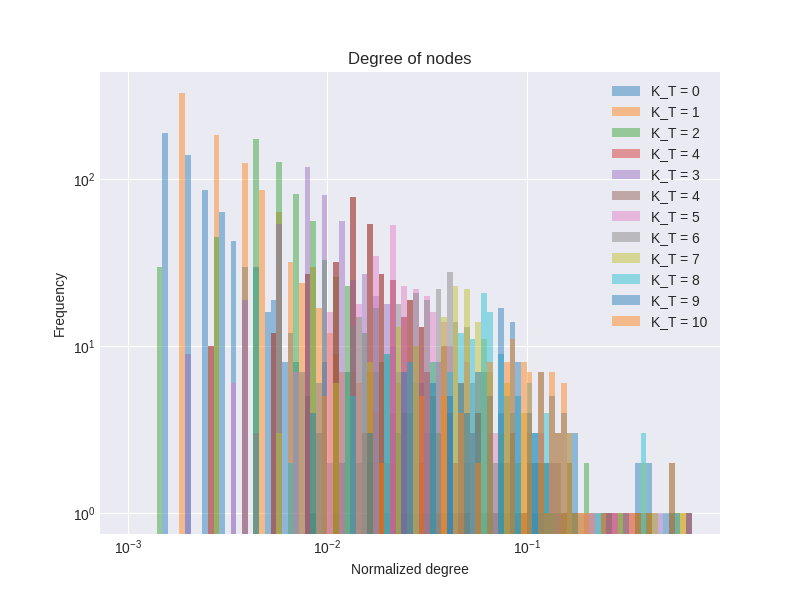 Degree of nodes
K_T = 0
K_T = 1
K_T = 2
K_T = 4
K_T = 3
K_T = 4
K_T = 5
K_T = 6
K_T = 7
K_T = 8
K_T = 9
K_T = 10
Frequency
10²
10¹
10⁰
10⁻³ 10⁻² 10⁻¹
Normalized degree